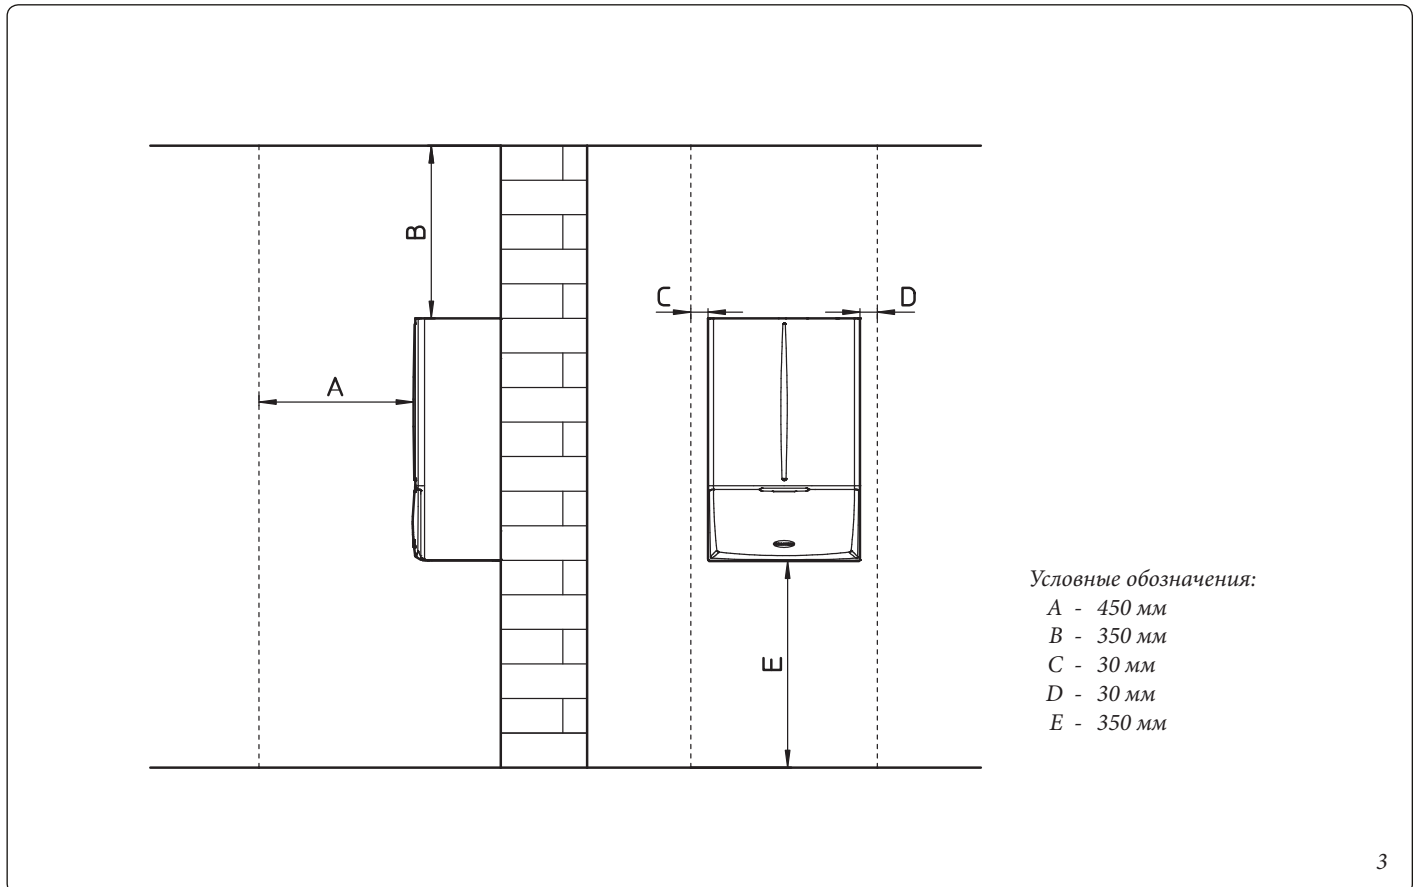 B
C
D
A
E
Условные обозначения:
A - 450 мм
B - 350 мм
C - 30 мм
D - 30 мм
E - 350 мм
3